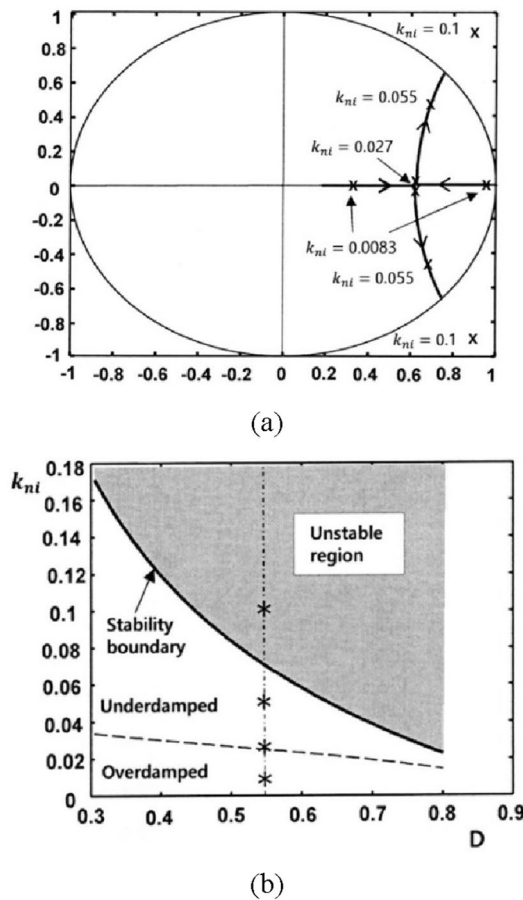 1
0.8
0.6
0.4
0.2
0
-0.2
-0.4
-0.6
-0.8
-1
-1 -0.8 -0.6 -0.4 -0.2 0 0.2 0.4 0.6 0.8 1
k_ni = 0.1 x
k_ni = 0.055
k_ni = 0.027
k_ni = 0.0083
k_ni = 0.055
k_ni = 0.1 x
(a)
k_ni
0.18
0.16
0.14
0.12
0.1
0.08
0.06
0.04
0.02
0
Unstable
region
Stability
boundary
Underdamped
Overdamped
0.3 0.4 0.5 0.6 0.7 0.8 0.9
D
(b)